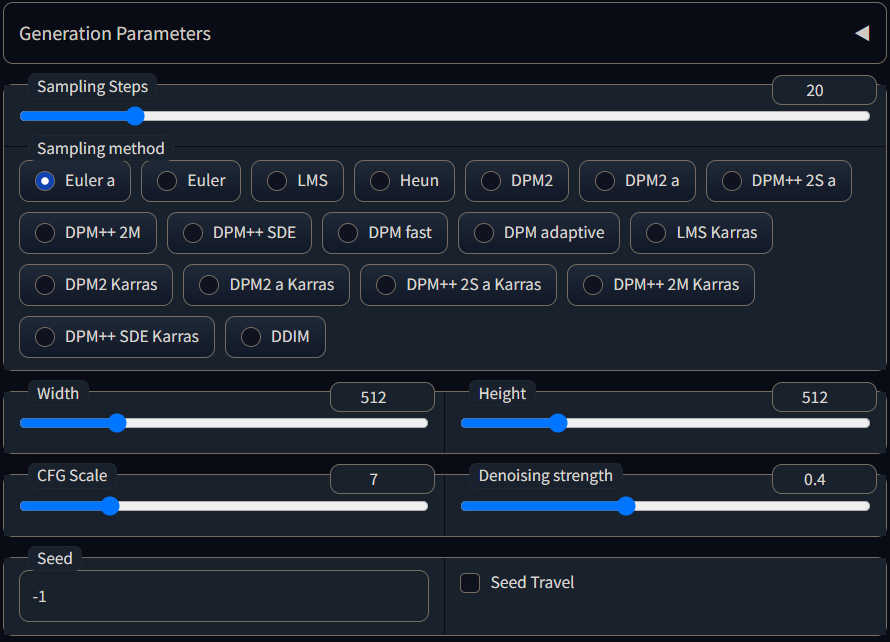 Generation Parameters
Sampling Steps
20
Sampling method
Euler a Euler LMS Heun DPM2 DPM2 a DPM++ 2S a
DPM++ 2M DPM++ SDE DPM fast DPM adaptive LMS Karras
DPM2 Karras DPM2 a Karras DPM++ 2S a Karras DPM++ 2M Karras
DPM++ SDE Karras DDIM
Width 512 Height 512
CFG Scale 7 Denoising strength 0.4
Seed
-1
Seed Travel